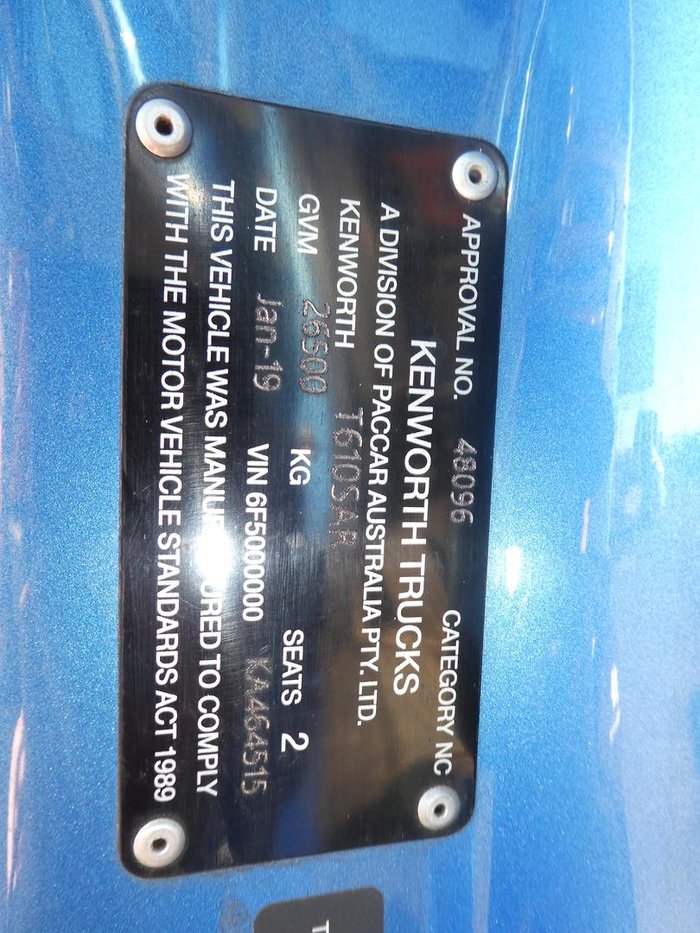 APPROVAL NO. 48096 CATEGORY NC
KENWORTH TRUCKS
A DIVISION OF PACCAR AUSTRALIA PTY. LTD.
KENWORTH T610SAR
GVM 26500 KG SEATS 2
DATE Jan-19 VIN 6F5000000 KA464515
THIS VEHICLE WAS TO COMPLY
WITH THE MOTOR VEHICLE STANDARDS ACT 1989